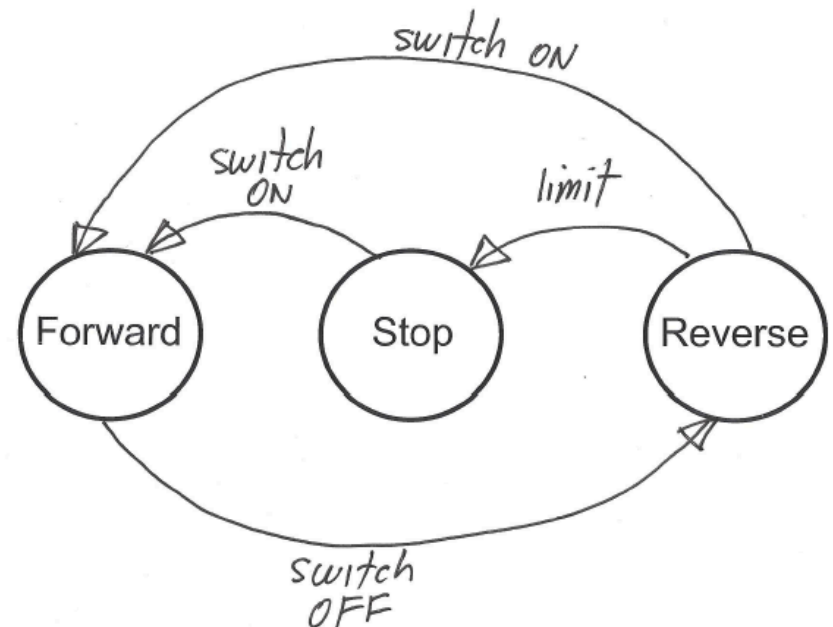 switch ON
switch
ON
limit
Forward
Stop
Reverse
switch
OFF